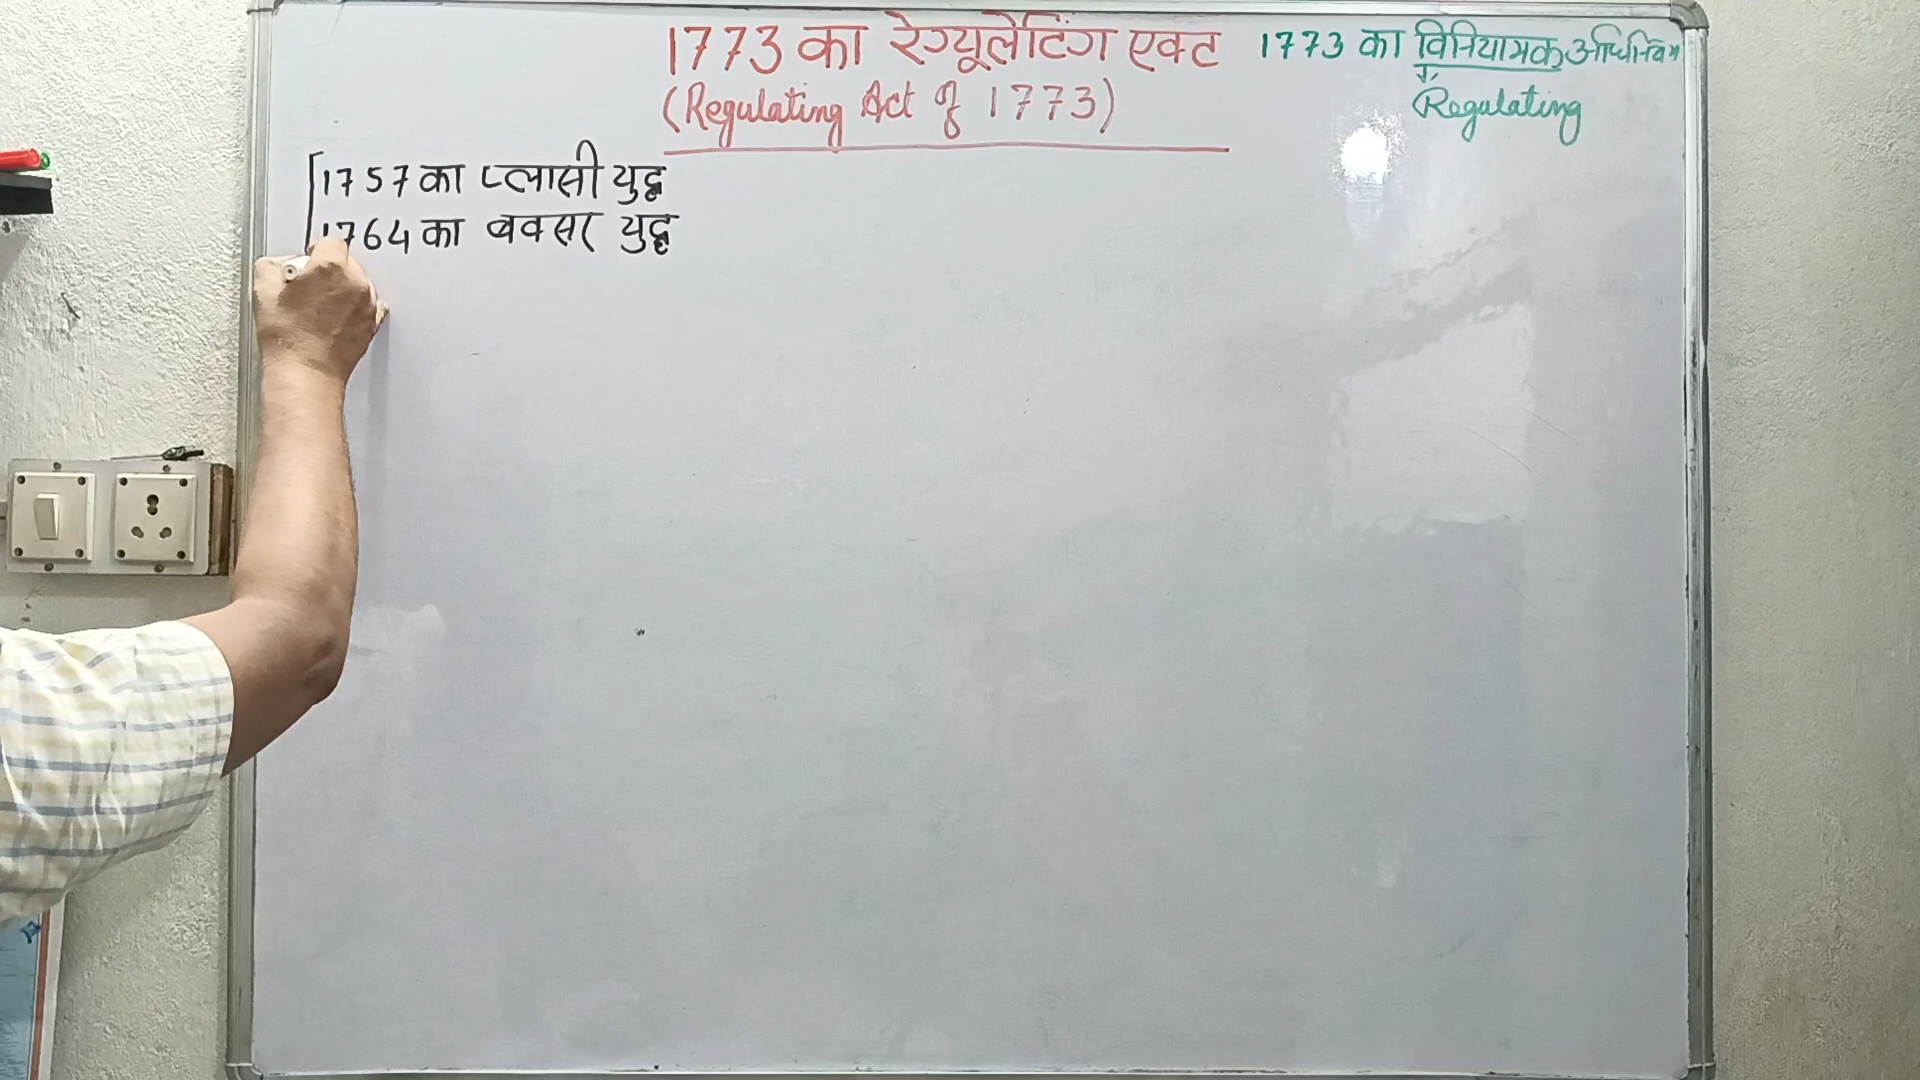 1773 का रेग्यूलेटिंग एक्ट
(Regulating Act of 1773)
1773 का विनियामक अधिनियम
Regulating
1757 का प्लासी युद्ध
1764 का बक्सर युद्ध